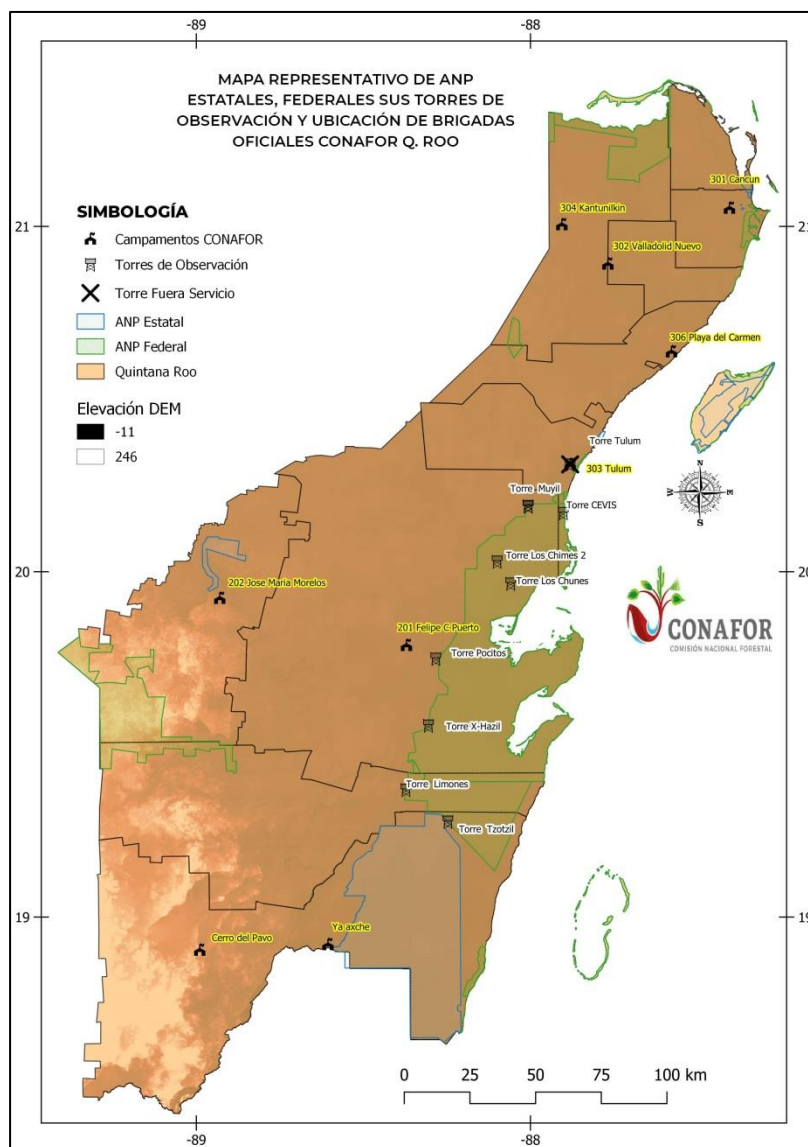 -89
-88
MAPA REPRESENTATIVO DE ANP
ESTATALES, FEDERALES SUS TORRES DE
OBSERVACIÓN Y UBICACIÓN DE BRIGADAS
OFICIALES CONAFOR Q. ROO
SIMBOLOGÍA
Campamentos CONAFOR
Torres de Observación
Torre Fuera Servicio
ANP Estatal
ANP Federal
Quintana Roo
Elevación DEM
-11
246
301 Cancun
304 Kantunilkin
21
21
302 Valladolid Nuevo
306 Playa del Carmen
Torre Tulum
303 Tulum
N
W
E
S
Torre Muyil
Torre CEVIS
Torre Los Chimes 2
20
20
Torre Los Chunes
202 Jose Maria Morelos
201 Felipe C Puerto
CONAFOR
COMISIÓN NACIONAL FORESTAL
Torre Pocitos
Torre X-Hazil
Torre Limones
Torre Tzotzil
19
19
Ya axche
Cerro del Pavo
0 25 50 75 100 km
-89
-88